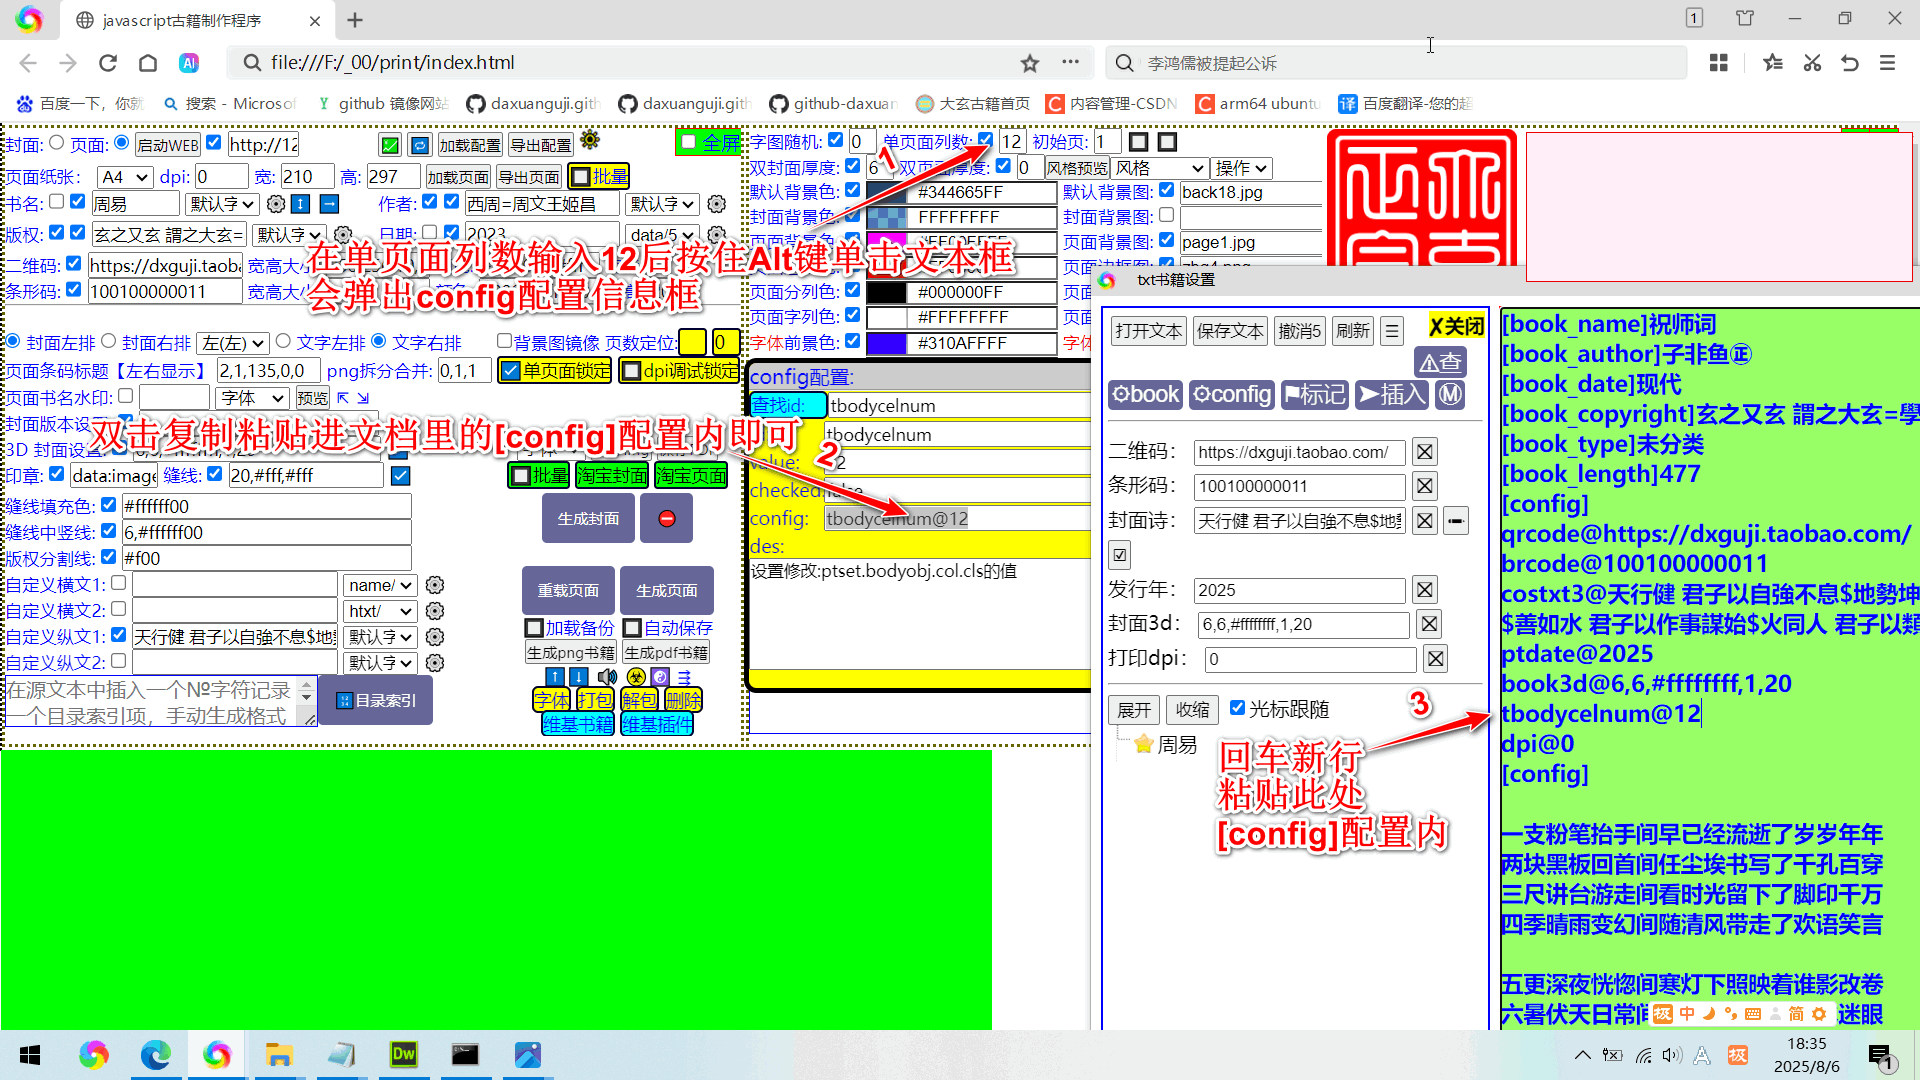 javascript古籍制作程序
file:///F:/_00/print/index.html
李鸿儒被提起公诉
百度一下，你就
搜索 - Microsof
github 镜像网站
daxuanguji.gith
daxuanguji.gith
github-daxuan
大玄古籍首页
内容管理-CSDN
arm64 ubuntu
百度翻译-您的超
封面: 页面: 启动WEB http://12 加载配置 导出配置 全屏
页面纸张: A4 dpi: 0 宽: 210 高: 297 加载页面 导出页面 批量
书名: 周易 默认字 作者: 西周=周文王姬昌 默认字
版权: 玄之又玄 謂之大玄= 默认字 日期: 2023 data/5
二维码: https://dxguji.taoba 宽高大小
条形码: 100100000011 宽高大小
封面左排 封面右排 左(左) 文字左排 文字右排 背景图镜像 页数定位: 0
页面条码标题【左右显示】 2,1,135,0,0 png拆分合并: 0,1,1 单页面锁定 dpi调试锁定
页面书名水印: 字体 预览
封面版本设
3D 封面设置
印章: data:image 缝线: 20,#fff,#fff 批量 淘宝封面 淘宝页面
缝线填充色: #ffffff00
缝线中竖线: 6,#ffffff00
版权分割线: #f00
生成封面
自定义横文1: name/
自定义横文2: htxt/
自定义纵文1: 天行健 君子以自強不息$地勢 默认字
自定义纵文2: 默认字
重载页面 生成页面
加载备份 自动保存
生成png书籍 生成pdf书籍
字体 打包 解包 删除
维基书籍 维基插件
在源文本中插入一个№字符记录
一个目录索引项，手动生成格式
目录索引
字图随机: 0 单页面列数: 12 初始页: 1
双封面厚度: 6 双页面厚度: 0 风格预览 风格 操作
默认背景色: #344665FF 默认背景图: back18.jpg
封面背景色: FFFFFFFF 封面背景图:
页面背景图: page1.jpg
页面分列色: #000000FF 页面
页面字列色: #FFFFFFFF 页面
字体前景色: #310AFFFF 字体
1
在单页面列数输入12后按住Alt键单击文本框
会弹出config配置信息框
双击复制粘贴进文档里的[config]配置内即可
2
config配置:
查找id: tbodycelnum
tbodycelnum
value:
checked:
config: tbodycelnum@12
des:
设置修改:ptset.bodyobj.col.cls的值
txt书籍设置
打开文本 保存文本 撤消5 刷新 ☰ ✗关闭
⚠查
⚙book ⚙config ⚑标记 ➤插入 Ⓜ
二维码: https://dxguji.taobao.com/
条形码: 100100000011
封面诗: 天行健 君子以自強不息$地勢
发行年: 2025
封面3d: 6,6,#ffffffff,1,20
打印dpi: 0
展开 收缩 光标跟随
周易
3
回车新行
粘贴此处
[config]配置内
[book_name]祝师词
[book_author]子非鱼㊣
[book_date]现代
[book_copyright]玄之又玄 謂之大玄=學
[book_type]未分类
[book_length]477
[config]
qrcode@https://dxguji.taobao.com/
brcode@100100000011
costxt3@天行健 君子以自強不息$地勢坤
$善如水 君子以作事謀始$火同人 君子以類
ptdate@2025
book3d@6,6,#ffffffff,1,20
tbodycelnum@12
dpi@0
[config]
一支粉笔抬手间早已经流逝了岁岁年年
两块黑板回首间任尘埃书写了千孔百穿
三尺讲台游走间看时光留下了脚印千万
四季晴雨变幻间随清风带走了欢语笑言
五更深夜恍惚间寒灯下照映着谁影改卷
六暑伏天日常间
迷眼
极 中 简
18:35
2025/8/6
1